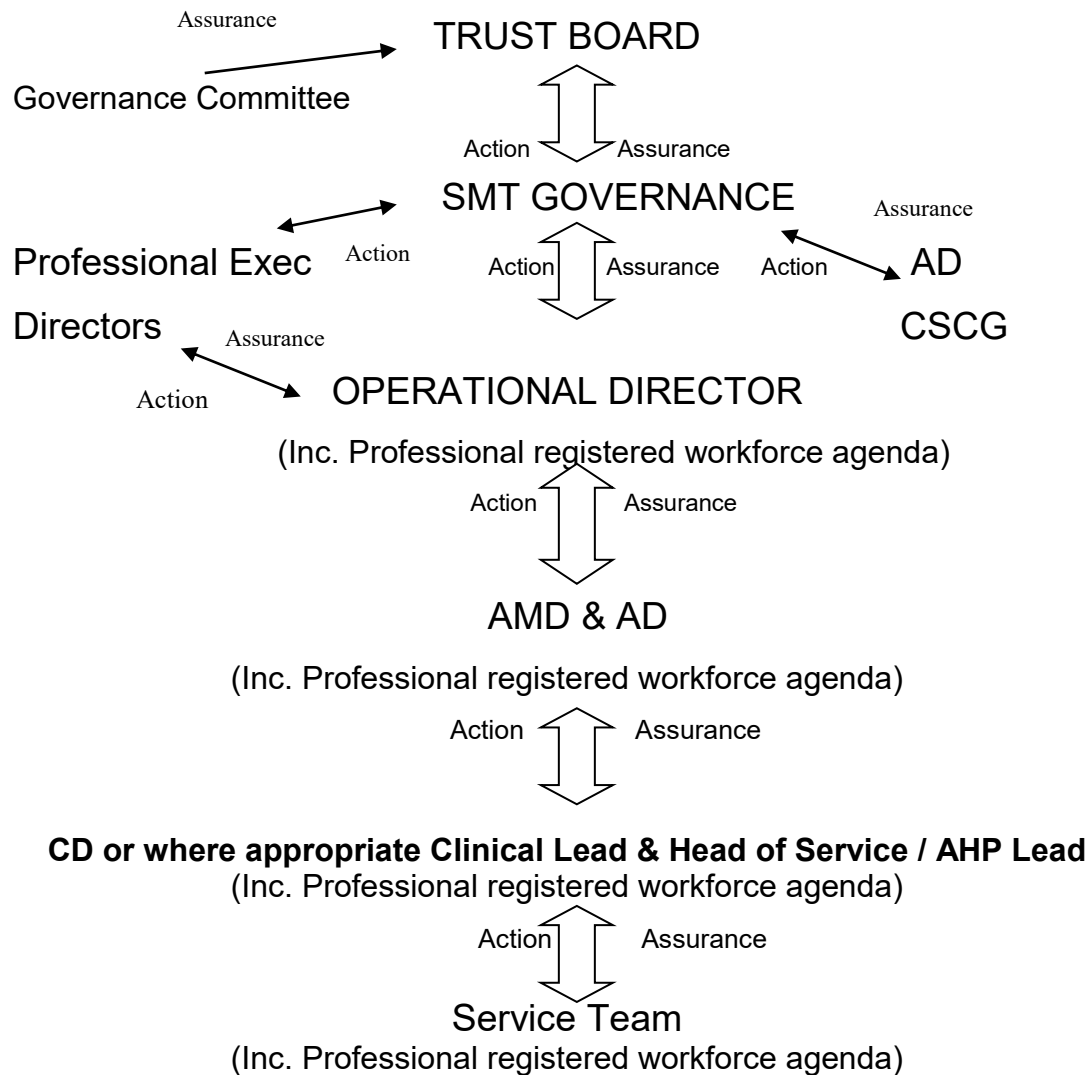 Assurance
TRUST BOARD
Governance Committee
Action Assurance
SMT GOVERNANCE
Assurance
Professional Exec
Action
Action Assurance
Action
AD
Directors
CSCG
Assurance
Action
OPERATIONAL DIRECTOR
(Inc. Professional registered workforce agenda)
Action Assurance
AMD & AD
(Inc. Professional registered workforce agenda)
Action Assurance
CD or where appropriate Clinical Lead & Head of Service / AHP Lead
(Inc. Professional registered workforce agenda)
Action Assurance
Service Team
(Inc. Professional registered workforce agenda)